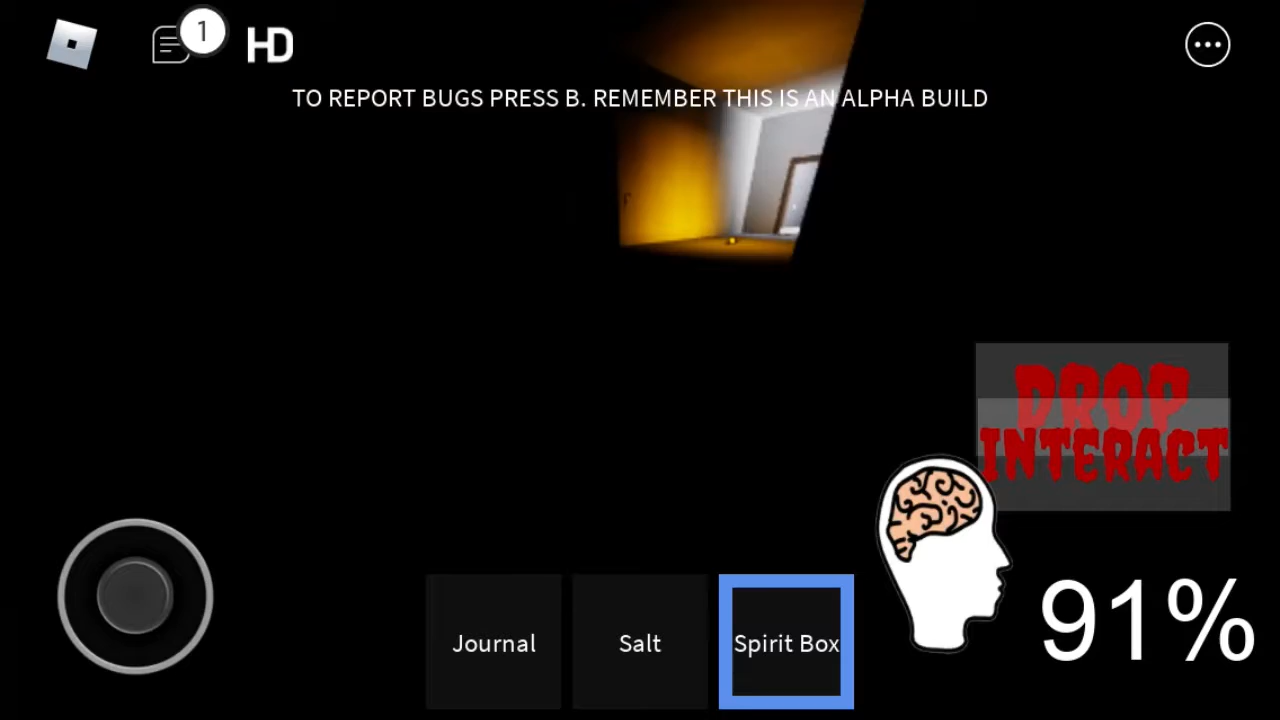 1
HD
TO REPORT BUGS PRESS B. REMEMBER THIS IS AN ALPHA BUILD
DROP
INTERACT
Journal
Salt
Spirit Box
91%